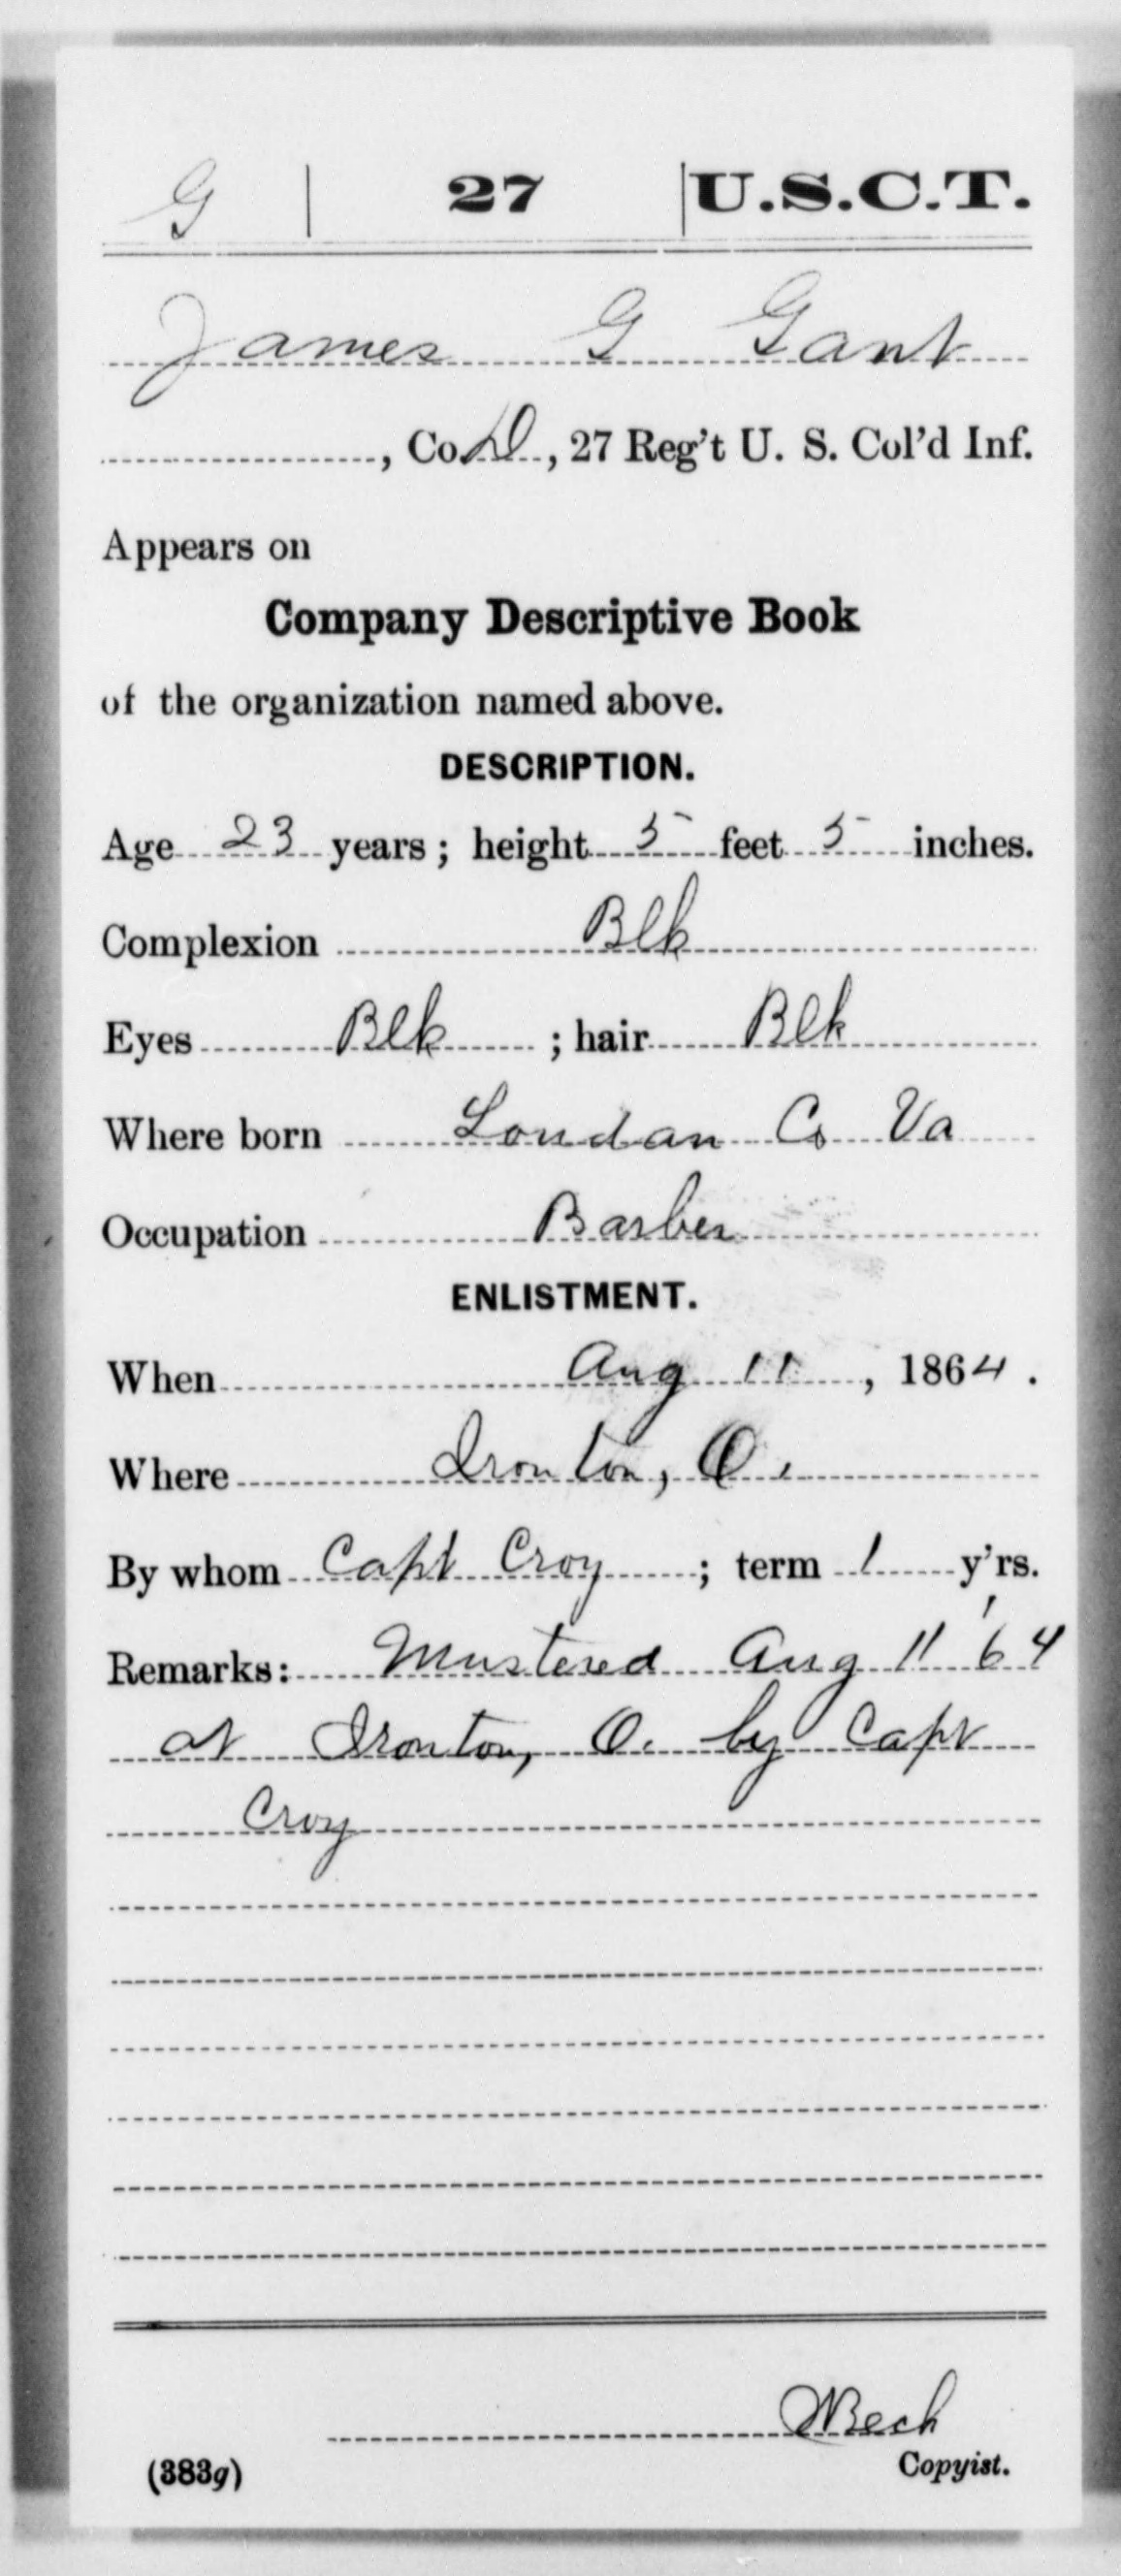 G | 27 | U.S.C.T.
James G Gant
, Co. D, 27 Reg't U. S. Col'd Inf.
Appears on
Company Descriptive Book
of the organization named above.
DESCRIPTION.
Age 23 years; height 5 feet 5 inches.
Complexion Blk
Eyes Blk ; hair Blk
Where born Loudan Co Va
Occupation Barber
ENLISTMENT.
When Aug 11, 1864.
Where Ironton, O.
By whom Capt Croy ; term 1 y'rs.
Remarks: Mustered Aug 11 '64
at Ironton, O. by Capt
Croy
Copyist.
(383g)